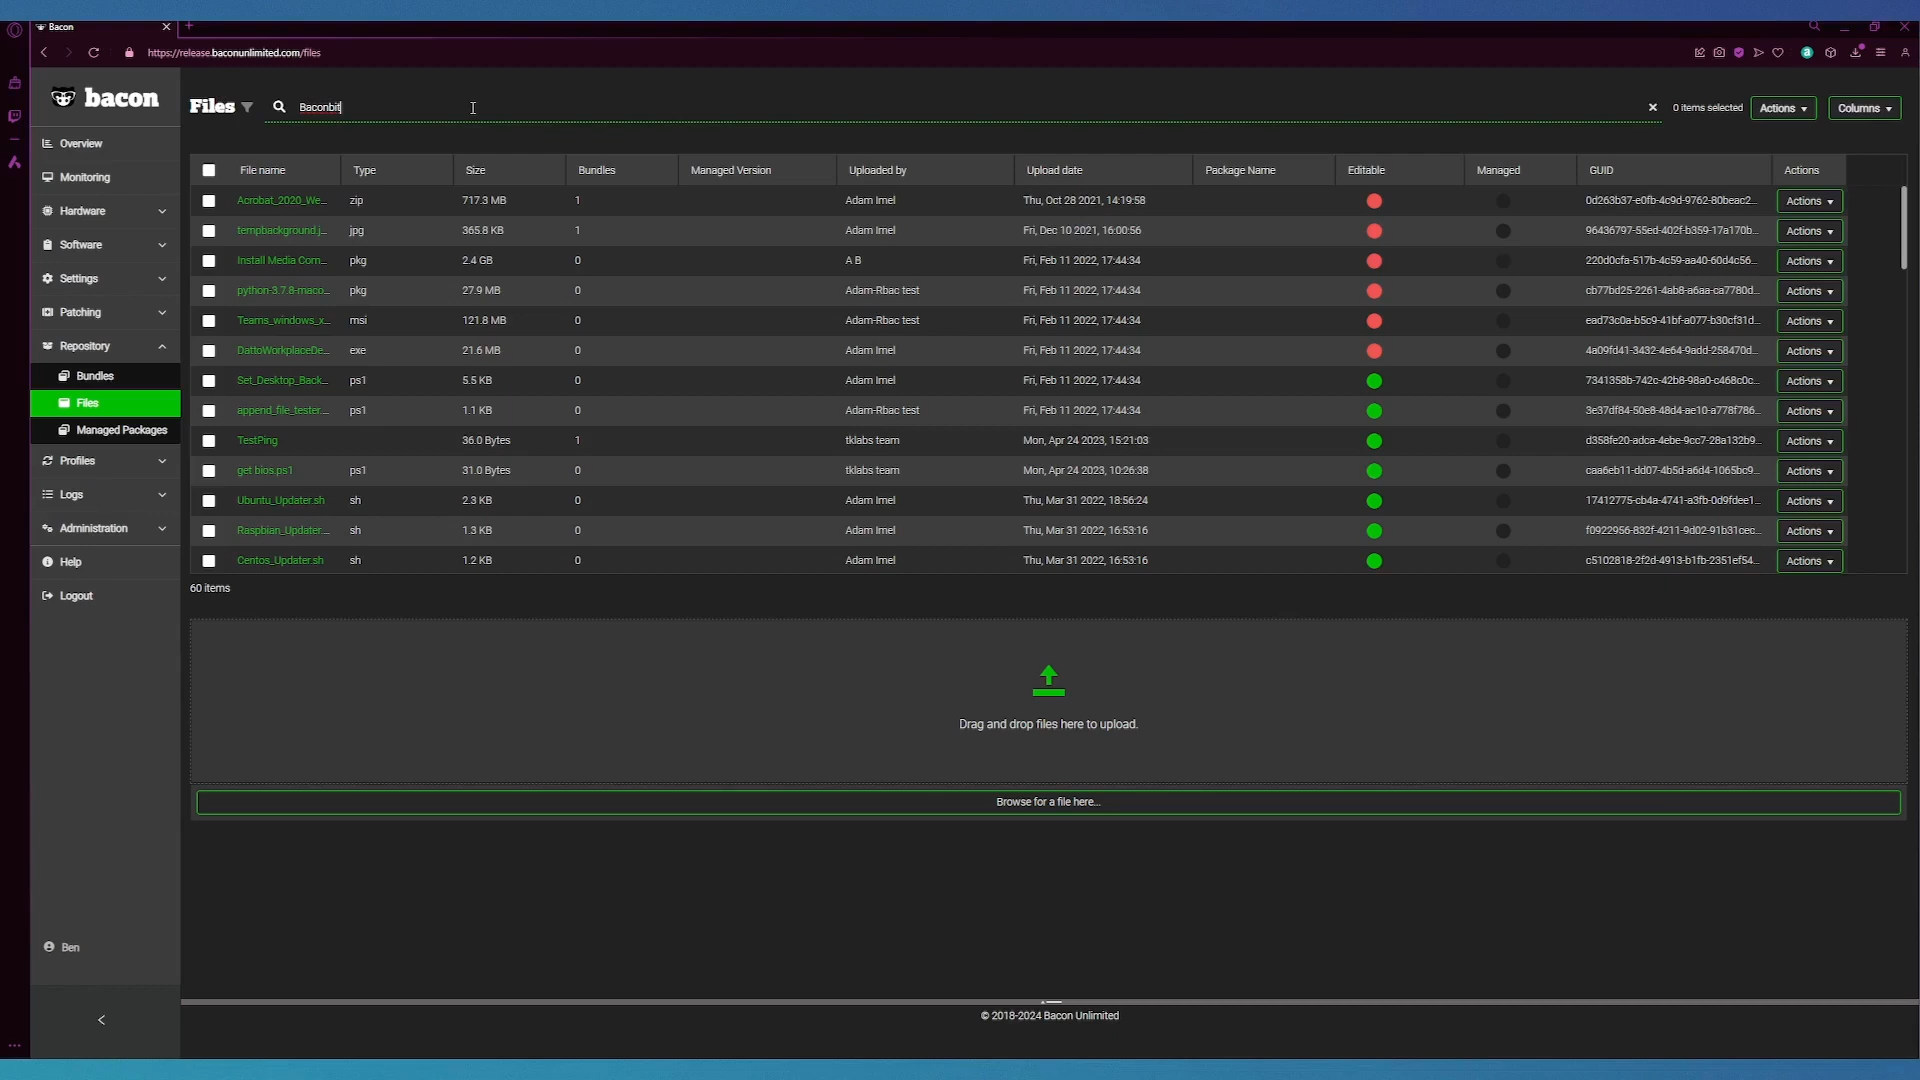 Bacon
https://release.baconunlimited.com/files
bacon
Files
Baconbit
0 items selected
Actions
Columns
Overview
Monitoring
Hardware
Software
Settings
Patching
Repository
Bundles
Files
Managed Packages
Profiles
Logs
Administration
Help
Logout
Ben
File name Type Size Bundles Managed Version Uploaded by Upload date Package Name Editable Managed GUID Actions
Acrobat_2020_We... zip 717.3 MB 1 Adam Imel Thu, Oct 28 2021, 14:19:58 0d263b37-e0fb-4c9d-9762-80beac2... Actions
tempbackground.j... jpg 365.8 KB 1 Adam Imel Fri, Dec 10 2021, 16:00:56 96436797-55ed-402f-b359-17a170b... Actions
Install Media Com... pkg 2.4 GB 0 A B Fri, Feb 11 2022, 17:44:34 220d0cfa-517b-4c59-aa40-60d4c56... Actions
python-3.7.8-maco... pkg 27.9 MB 0 Adam-Rbac test Fri, Feb 11 2022, 17:44:34 cb77bd25-2261-4ab8-a6aa-ca7780d... Actions
Teams_windows_x... msi 121.8 MB 0 Adam-Rbac test Fri, Feb 11 2022, 17:44:34 ead73c0a-b5c9-41bf-a077-b30cf31d... Actions
DattoWorkplaceDe... exe 21.6 MB 0 Adam Imel Fri, Feb 11 2022, 17:44:34 4a09fd41-3432-4e64-9add-258470d... Actions
Set_Desktop_Back... ps1 5.5 KB 0 Adam Imel Fri, Feb 11 2022, 17:44:34 7341358b-742c-42b8-98a0-c468c0c... Actions
append_file_tester.... ps1 1.1 KB 0 Adam-Rbac test Fri, Feb 11 2022, 17:44:34 3e37df84-50e8-48d4-ae10-a778f786... Actions
TestPing 36.0 Bytes 1 tklabs team Mon, Apr 24 2023, 15:21:03 d358fe20-adca-4ebe-9cc7-28a132b9... Actions
get bios.ps1 ps1 31.0 Bytes 0 tklabs team Mon, Apr 24 2023, 10:26:38 caa6eb11-dd07-4b5d-a6d4-1065bc9... Actions
Ubuntu_Updater.sh sh 2.3 KB 0 Adam Imel Thu, Mar 31 2022, 18:56:24 17412775-cb4a-4741-a3fb-0d9fdee1... Actions
Raspbian_Updater.... sh 1.3 KB 0 Adam Imel Thu, Mar 31 2022, 16:53:16 f0922956-832f-4211-9d02-91b31cec... Actions
Centos_Updater.sh sh 1.2 KB 0 Adam Imel Thu, Mar 31 2022, 16:53:16 c5102818-2f2d-4913-b1fb-2351ef54... Actions
60 items
Drag and drop files here to upload.
Browse for a file here...
© 2018-2024 Bacon Unlimited